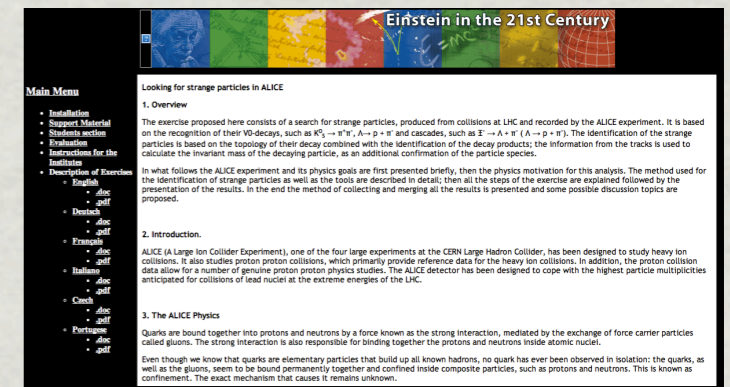 Einstein in the 21st Century
Main Menu
Installation
Support Material
Students section
Evaluation
Instructions for the
Institutes
Description of Exercises
English
.doc
.pdf
Deutsch
.doc
.pdf
Français
.doc
.pdf
Italiano
.doc
.pdf
Czech
.doc
.pdf
Portugese
.doc
.pdf
Looking for strange particles in ALICE
1. Overview
The exercise proposed here consists of a search for strange particles, produced from collisions at LHC and recorded by the ALICE experiment. It is based
on the recognition of their V0-decays, such as K⁰s → π⁺π⁻, Λ→ p + π⁻ and cascades, such as Ξ⁻ → Λ + π⁻ ( Λ → p + π⁻). The identification of the strange
particles is based on the topology of their decay combined with the identification of the decay products; the information from the tracks is used to
calculate the invariant mass of the decaying particle, as an additional confirmation of the particle species.
In what follows the ALICE experiment and its physics goals are first presented briefly, then the physics motivation for this analysis. The method used for
the identification of strange particles as well as the tools are described in detail; then all the steps of the exercise are explained followed by the
presentation of the results. In the end the method of collecting and merging all the results is presented and some possible discussion topics are
proposed.
2. Introduction.
ALICE (A Large Ion Collider Experiment), one of the four large experiments at the CERN Large Hadron Collider, has been designed to study heavy ion
collisions. It also studies proton proton collisions, which primarily provide reference data for the heavy ion collisions. In addition, the proton collision
data allow for a number of genuine proton proton physics studies. The ALICE detector has been designed to cope with the highest particle multiplicities
anticipated for collisions of lead nuclei at the extreme energies of the LHC.
3. The ALICE Physics
Quarks are bound together into protons and neutrons by a force known as the strong interaction, mediated by the exchange of force carrier particles
called gluons. The strong interaction is also responsible for binding together the protons and neutrons inside atomic nuclei.
Even though we know that quarks are elementary particles that build up all known hadrons, no quark has ever been observed in isolation: the quarks, as
well as the gluons, seem to be bound permanently together and confined inside composite particles, such as protons and neutrons. This is known as
confinement. The exact mechanism that causes it remains unknown.